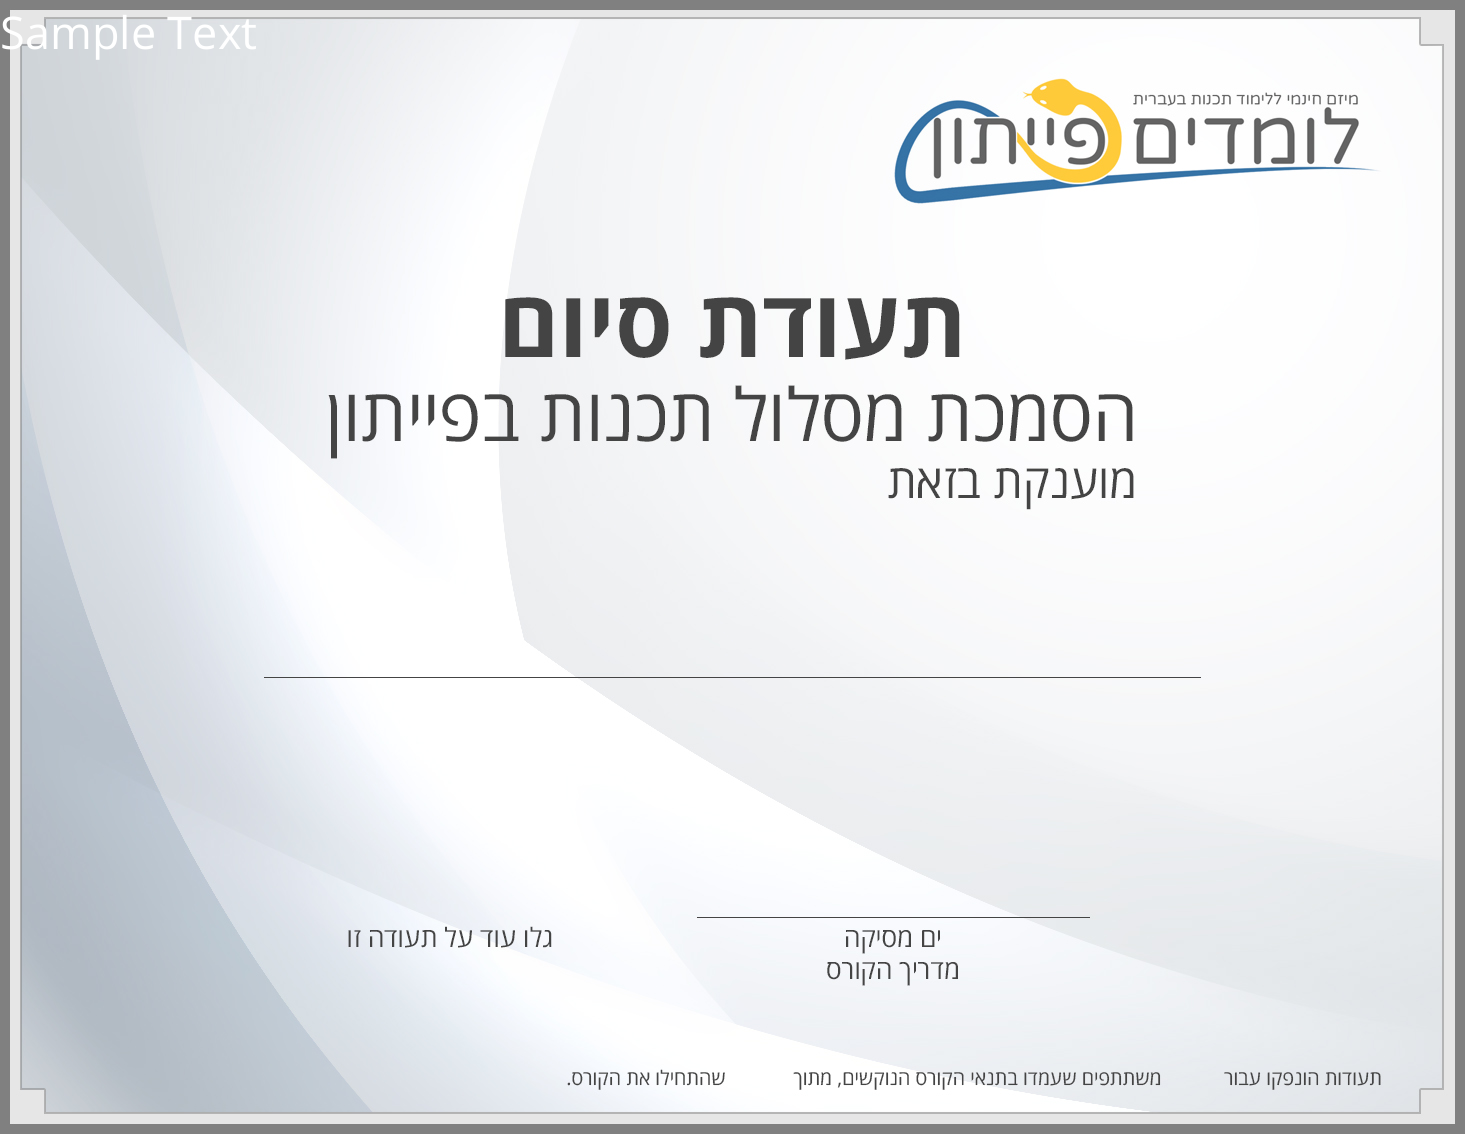 Sample Text
מיזם חינמי ללימוד תכנות בעברית
לומדים פייתון
תעודת סיום
הסמכת מסלול תכנות בפייתון
מוענקת בזאת
ים מסיקה
מדריך הקורס
גלו עוד על תעודה זו
תעודות הונפקו עבור משתתפים שעמדו בתנאי הקורס הנוקשים, מתוך שהתחילו את הקורס.